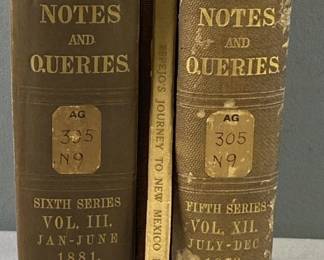 NOTES
AND
QUERIES.
AG
305
N9
SIXTH SERIES
VOL. III.
JAN-JUNE
1881.
JOURNEY TO NEW MEXICO
NOTES
AND
QUERIES.
AG
305
N9
FIFTH SERIES
VOL. XII.
JULY-DEC